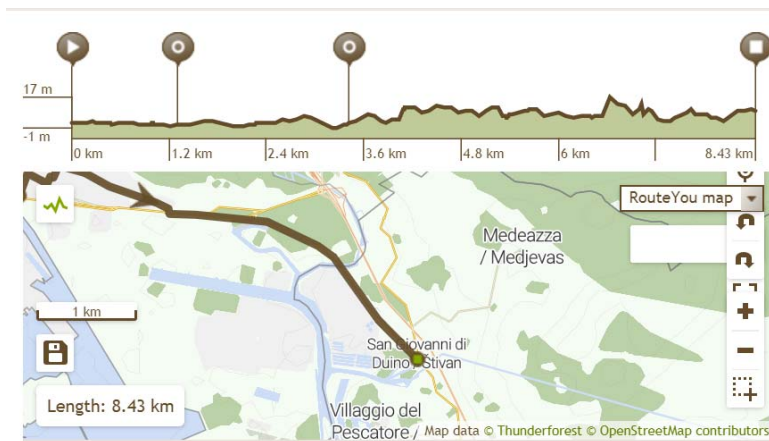 17 m
-1 m
0 km
1.2 km
2.4 km
3.6 km
4.8 km
6 km
8.43 km
RouteYou map
Medeazza
/ Medjevas
1 km
San Giovanni di
Duino / Štivan
Length: 8.43 km
Villaggio del
Pescatore /
Map data © Thunderforest © OpenStreetMap contributors